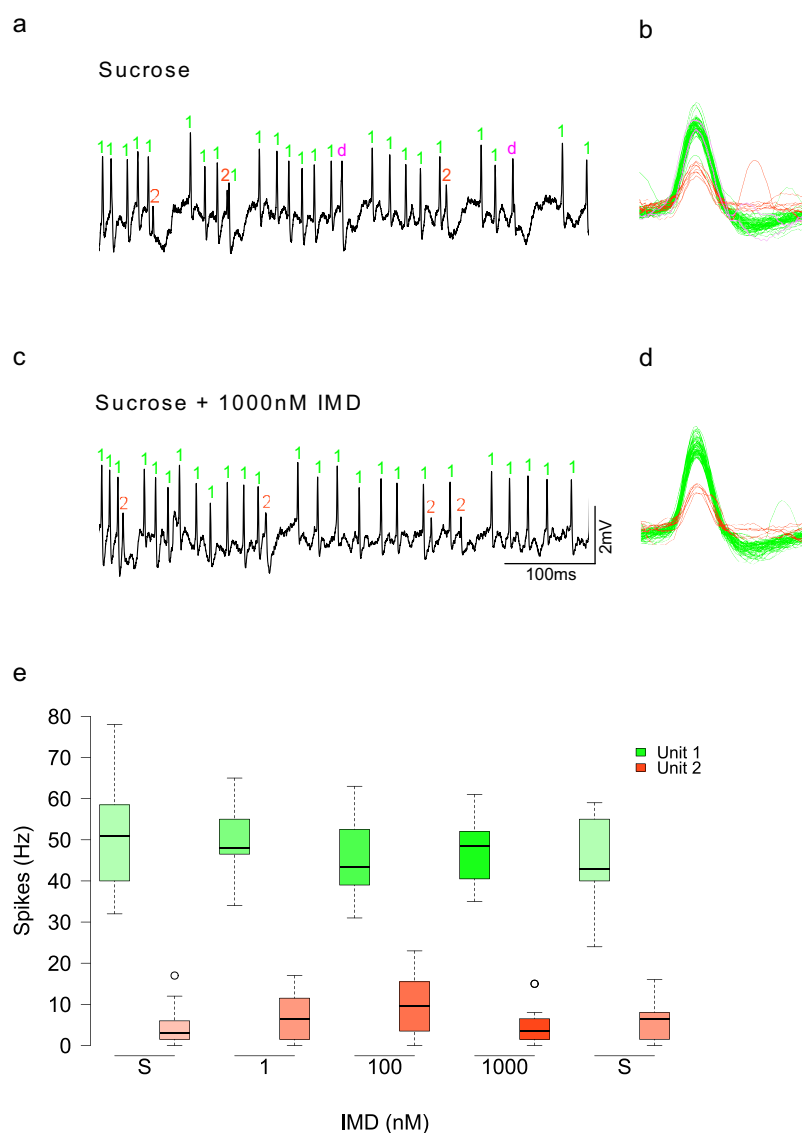 a
b
Sucrose
1 1 1 1 1 2 1 1 1 2 1 1 1 1 1 1 1 d 1 1 1 1 1 2 1 1 d 1 1
c
d
Sucrose + 1000nM IMD
1 1 1 2 1 1 1 1 1 1 1 1 1 2 1 1 1 1 1 1 1 2 1 2 1 1 1 1 1
2mV
100ms
e
Spikes (Hz)
80
70
60
50
40
30
20
10
0
Unit 1
Unit 2
S 1 100 1000 S
IMD (nM)